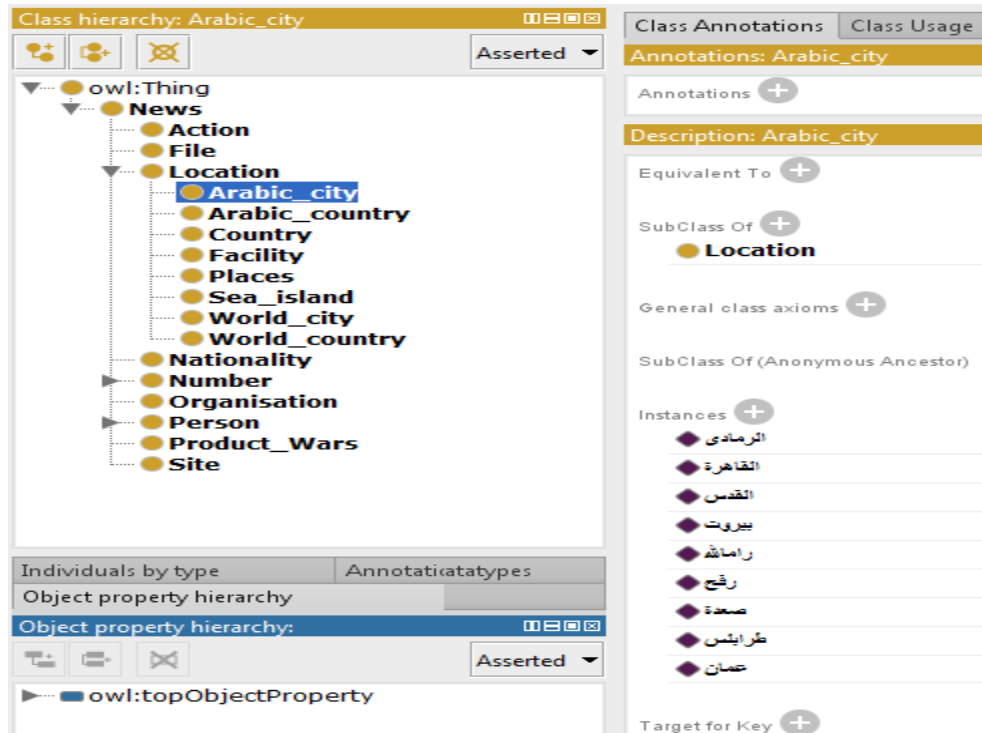 Class hierarchy: Arabic_city
Asserted
owl:Thing
News
Action
File
Location
Arabic_city
Arabic_country
Country
Facility
Places
Sea_island
World_city
World_country
Nationality
Number
Organisation
Person
Product_Wars
Site
Individuals by type
Annotaticatatypes
Object property hierarchy
Object property hierarchy:
Asserted
owl:topObjectProperty
Class Annotations
Class Usage
Annotations: Arabic_city
Annotations
Description: Arabic_city
Equivalent To
SubClass Of
Location
General class axioms
SubClass Of (Anonymous Ancestor)
Instances
الرمادى
القاهرة
القدس
بيروت
رامالله
رفح
صعدة
طرابلس
عمان
Target for Key